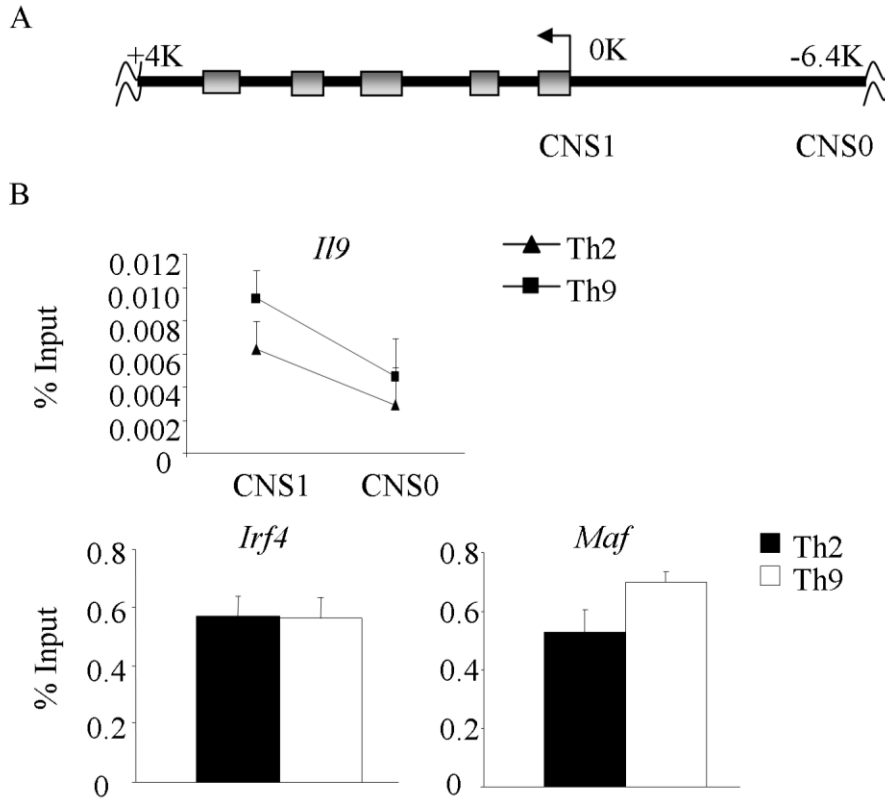 A
+4K
0K
-6.4K
CNS1
CNS0
B
Il9
Th2
Th9
% Input
0.012
0.010
0.008
0.006
0.004
0.002
0
CNS1
CNS0
Irf4
% Input
0.8
0.6
0.4
0.2
0
Maf
0.8
0.6
0.4
0.2
0
Th2
Th9